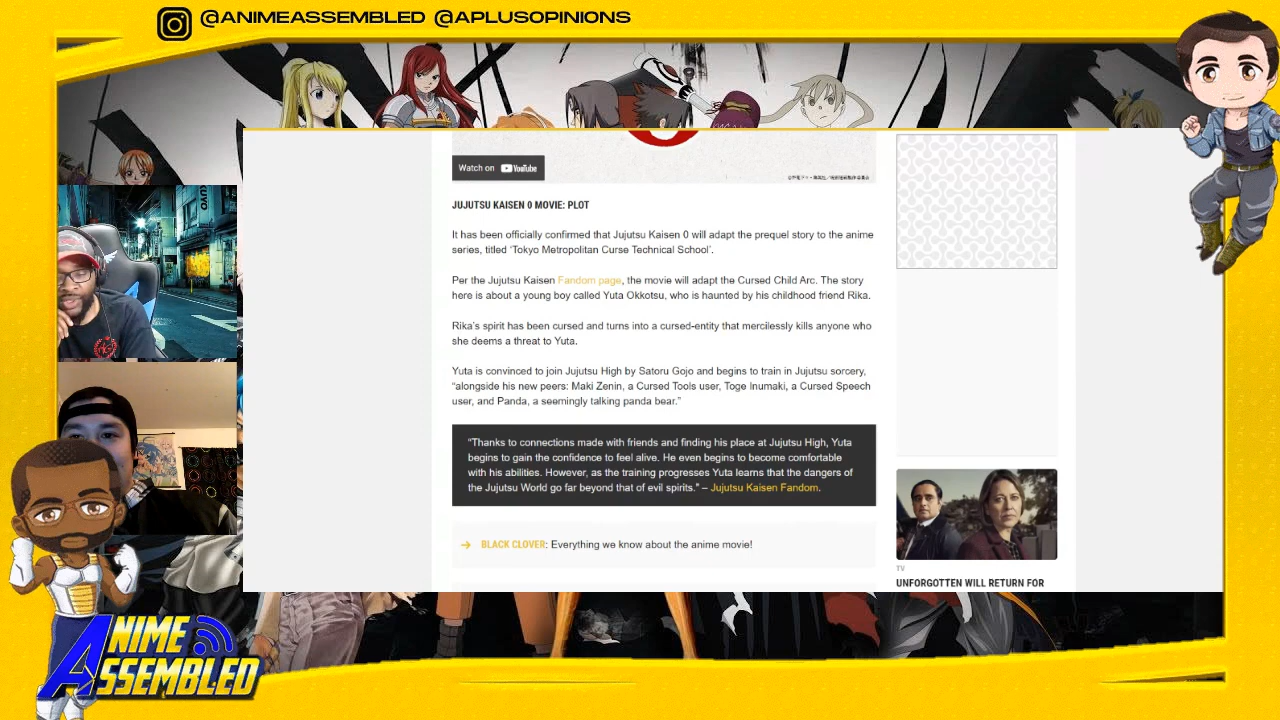 @ANIMEASSEMBLED @APLUSOPINIONS
Watch on YouTube
JUJUTSU KAISEN 0 MOVIE: PLOT
It has been officially confirmed that Jujutsu Kaisen 0 will adapt the prequel story to the anime
series, titled ‘Tokyo Metropolitan Curse Technical School’.
Per the Jujutsu Kaisen Fandom page, the movie will adapt the Cursed Child Arc. The story
here is about a young boy called Yuta Okkotsu, who is haunted by his childhood friend Rika.
Rika’s spirit has been cursed and turns into a cursed-entity that mercilessly kills anyone who
she deems a threat to Yuta.
Yuta is convinced to join Jujutsu High by Satoru Gojo and begins to train in Jujutsu sorcery,
“alongside his new peers: Maki Zenin, a Cursed Tools user, Toge Inumaki, a Cursed Speech
user, and Panda, a seemingly talking panda bear.”
“Thanks to connections made with friends and finding his place at Jujutsu High, Yuta
begins to gain the confidence to feel alive. He even begins to become comfortable
with his abilities. However, as the training progresses Yuta learns that the dangers of
the Jujutsu World go far beyond that of evil spirits.” – Jujutsu Kaisen Fandom.
→ BLACK CLOVER: Everything we know about the anime movie!
TV
UNFORGOTTEN WILL RETURN FOR
ANIME
ASSEMBLED